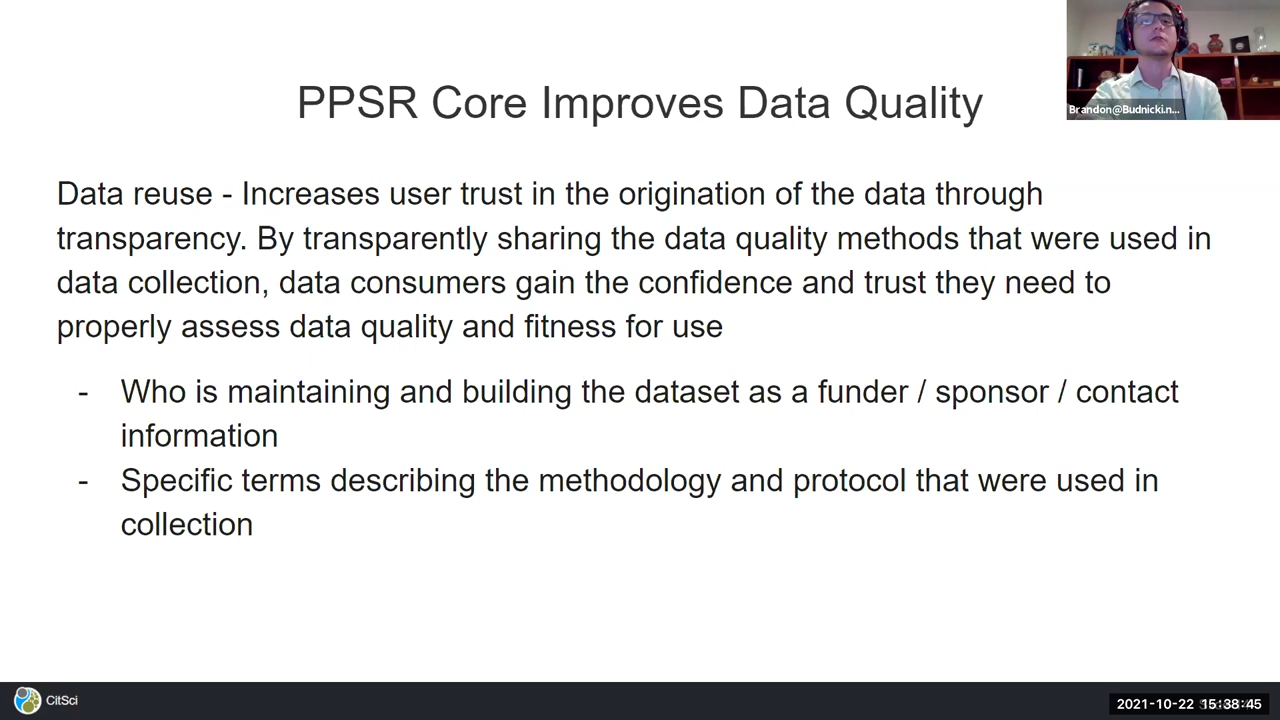 PPSR Core Improves Data Quality
Brandon@Budnicki.n...
Data reuse - Increases user trust in the origination of the data through
transparency. By transparently sharing the data quality methods that were used in
data collection, data consumers gain the confidence and trust they need to
properly assess data quality and fitness for use
- Who is maintaining and building the dataset as a funder / sponsor / contact
information
- Specific terms describing the methodology and protocol that were used in
collection
CitSci
2021-10-22 15:38:45